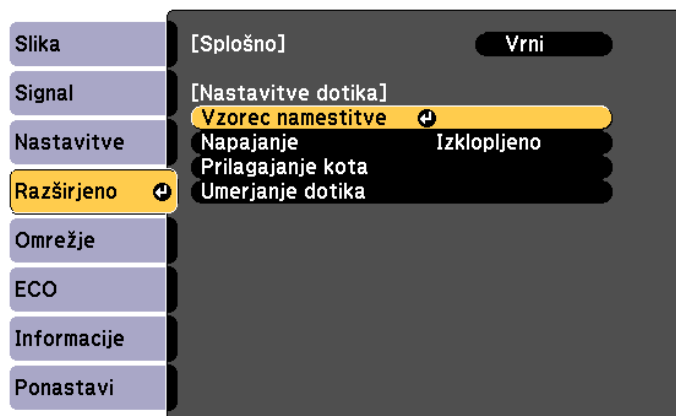 Slika
Signal
Nastavitve
Razširjeno
Omrežje
ECO
Informacije
Ponastavi
[Splošno] Vrni
[Nastavitve dotika]
Vzorec namestitve
Napajanje Izklopljeno
Prilagajanje kota
Umerjanje dotika